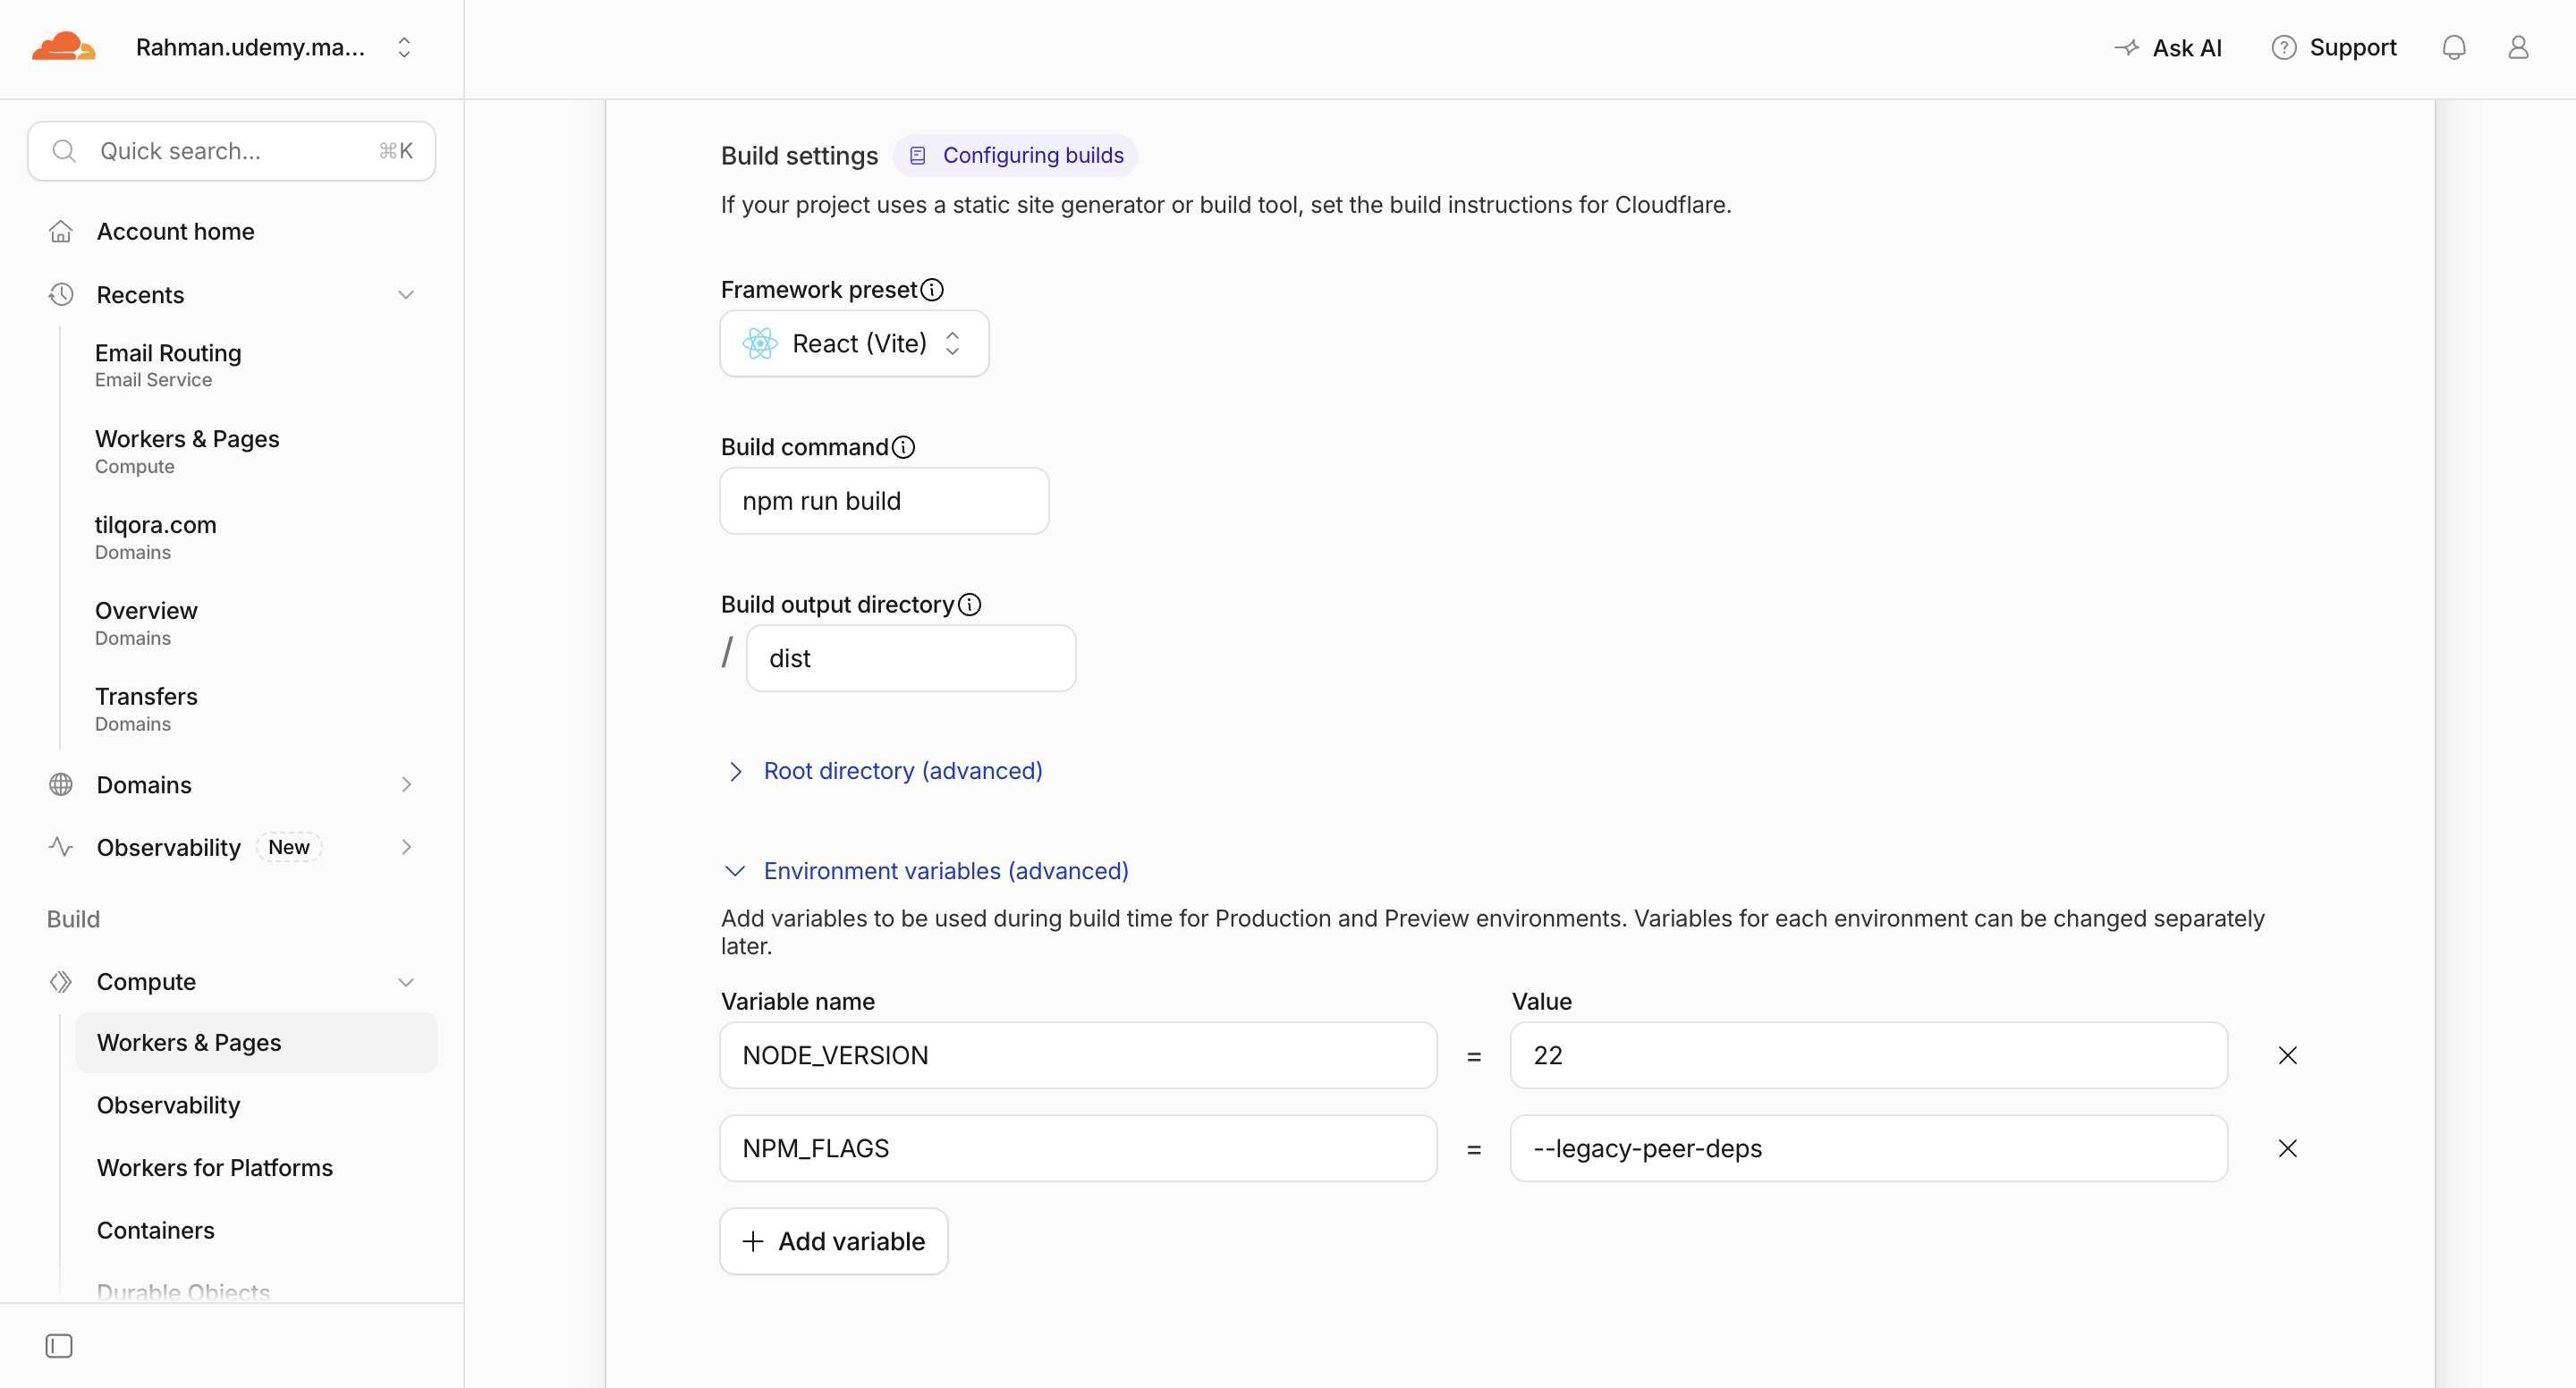 Rahman.udemy.ma...
Ask AI
Support
Quick search...
⌘K
Account home
Recents
Email Routing
Email Service
Workers & Pages
Compute
tilqora.com
Domains
Overview
Domains
Transfers
Domains
Domains
Observability New
Build
Compute
Workers & Pages
Observability
Workers for Platforms
Containers
Durable Objects
Build settings
Configuring builds
If your project uses a static site generator or build tool, set the build instructions for Cloudflare.
Framework preset
React (Vite)
Build command
npm run build
Build output directory
/ dist
Root directory (advanced)
Environment variables (advanced)
Add variables to be used during build time for Production and Preview environments. Variables for each environment can be changed separately
later.
Variable name Value
NODE_VERSION = 22
NPM_FLAGS = --legacy-peer-deps
+ Add variable